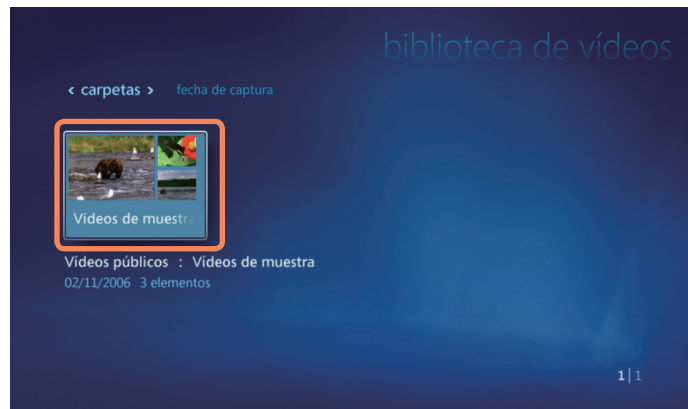 biblioteca de vídeos
‹ carpetas › fecha de captura
Vídeos de muestra
Vídeos públicos : Vídeos de muestra
02/11/2006 3 elementos
1|1